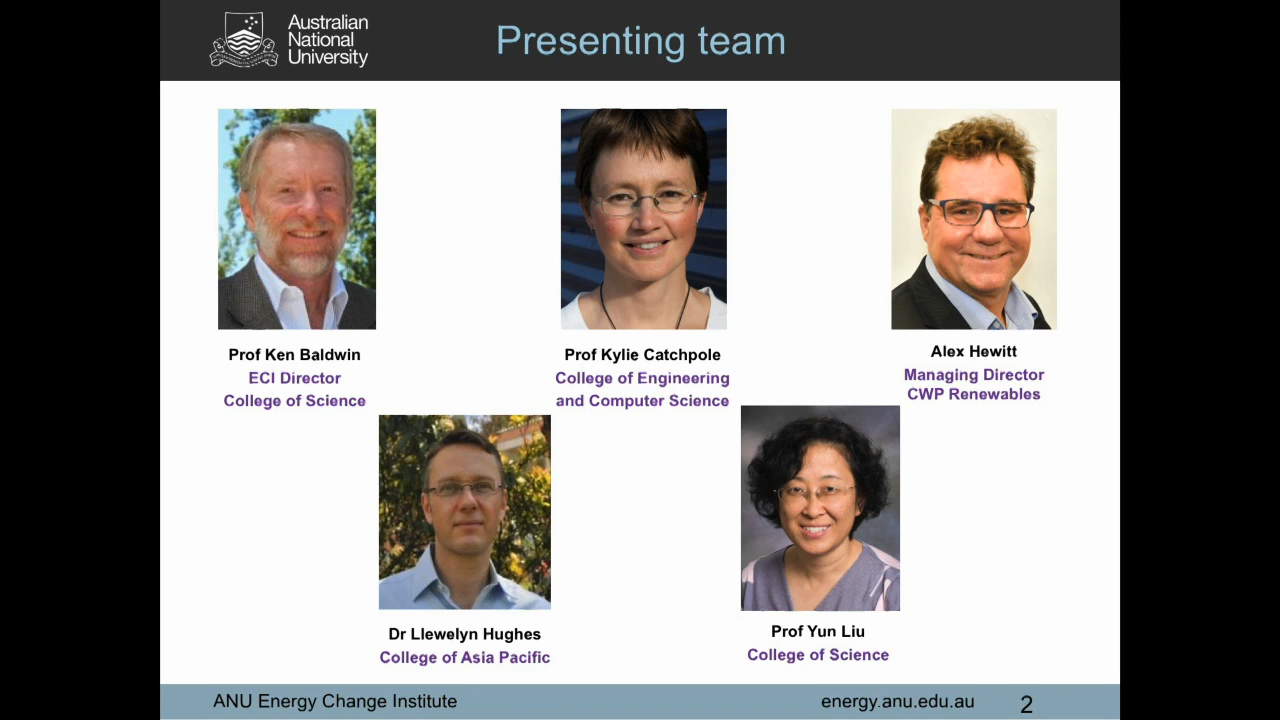 Australian
National
University
Presenting team
Prof Ken Baldwin
ECI Director
College of Science
Prof Kylie Catchpole
College of Engineering
and Computer Science
Alex Hewitt
Managing Director
CWP Renewables
Dr Llewelyn Hughes
College of Asia Pacific
Prof Yun Liu
College of Science
ANU Energy Change Institute
energy.anu.edu.au
2